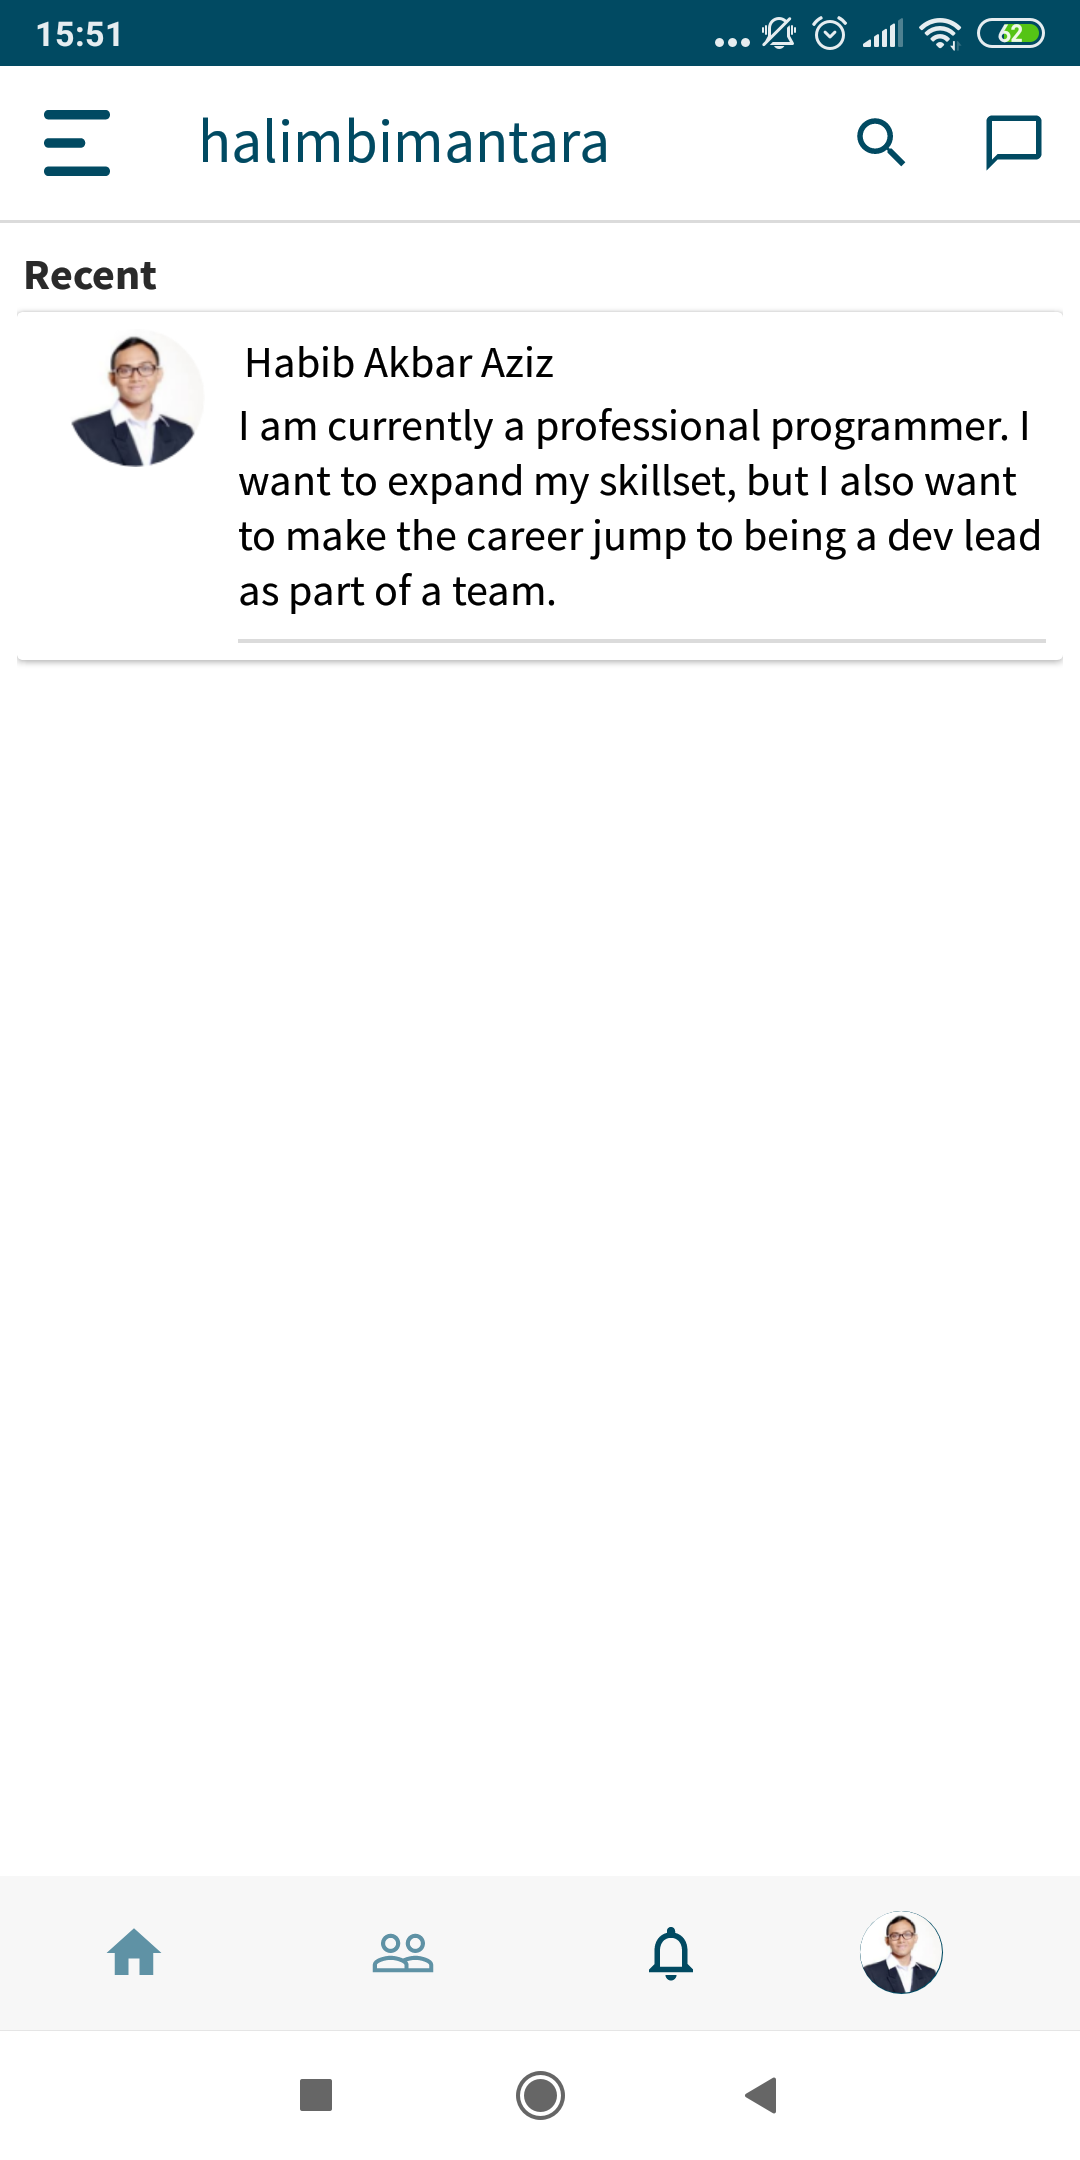 15:51
62
halimbimantara
Recent
Habib Akbar Aziz
I am currently a professional programmer. I
want to expand my skillset, but I also want
to make the career jump to being a dev lead
as part of a team.